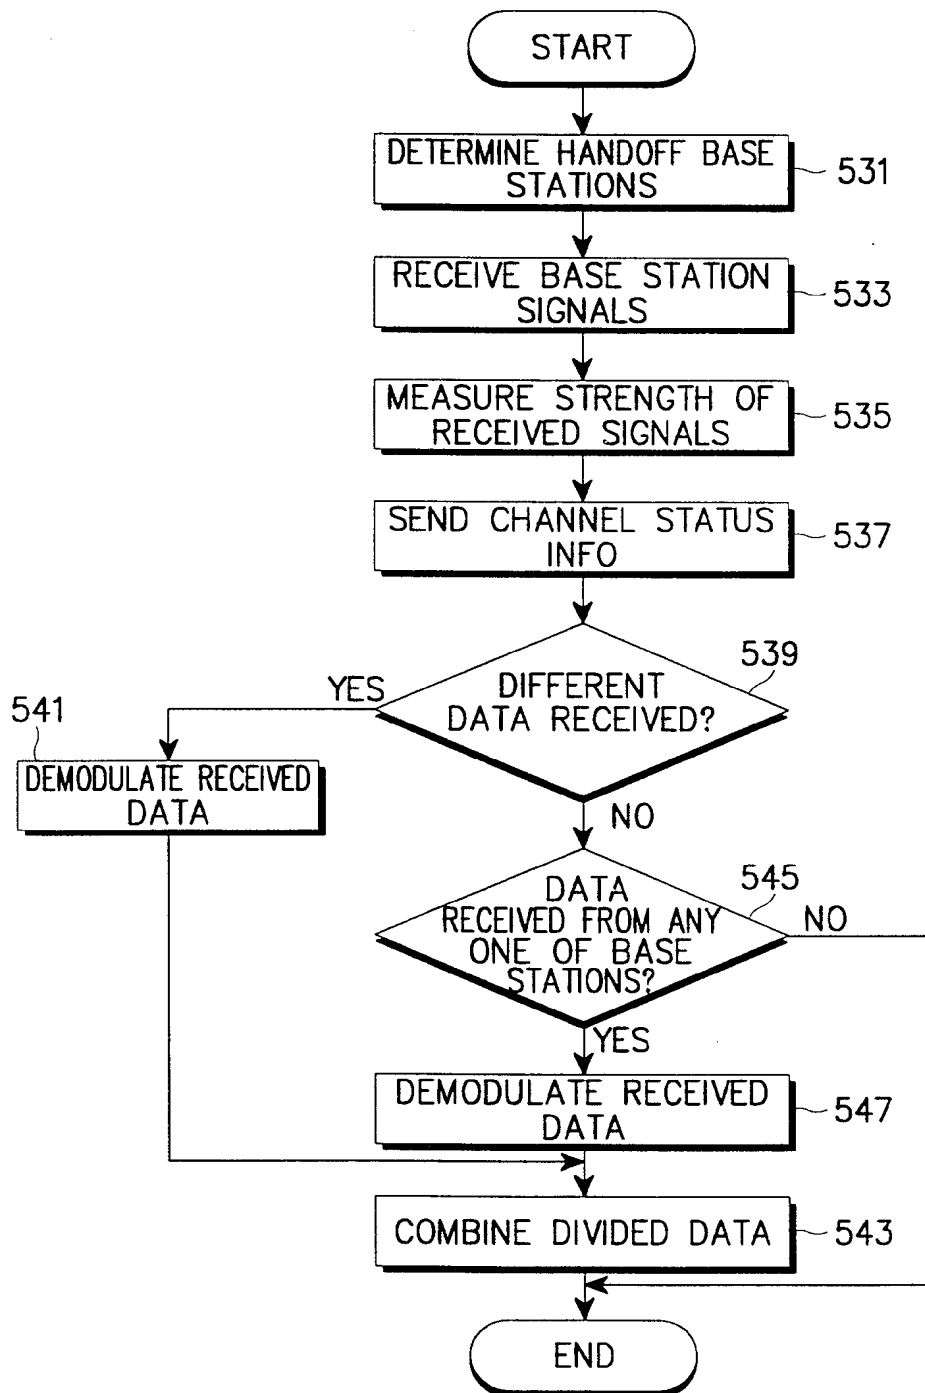 START
DETERMINE HANDOFF BASE
STATIONS
531
RECEIVE BASE STATION
SIGNALS
533
MEASURE STRENGTH OF
RECEIVED SIGNALS
535
SEND CHANNEL STATUS
INFO
537
539
DIFFERENT
DATA RECEIVED?
YES
541
DEMODULATE RECEIVED
DATA
NO
545
DATA
RECEIVED FROM ANY
ONE OF BASE
STATIONS?
NO
YES
DEMODULATE RECEIVED
DATA
547
COMBINE DIVIDED DATA
543
END